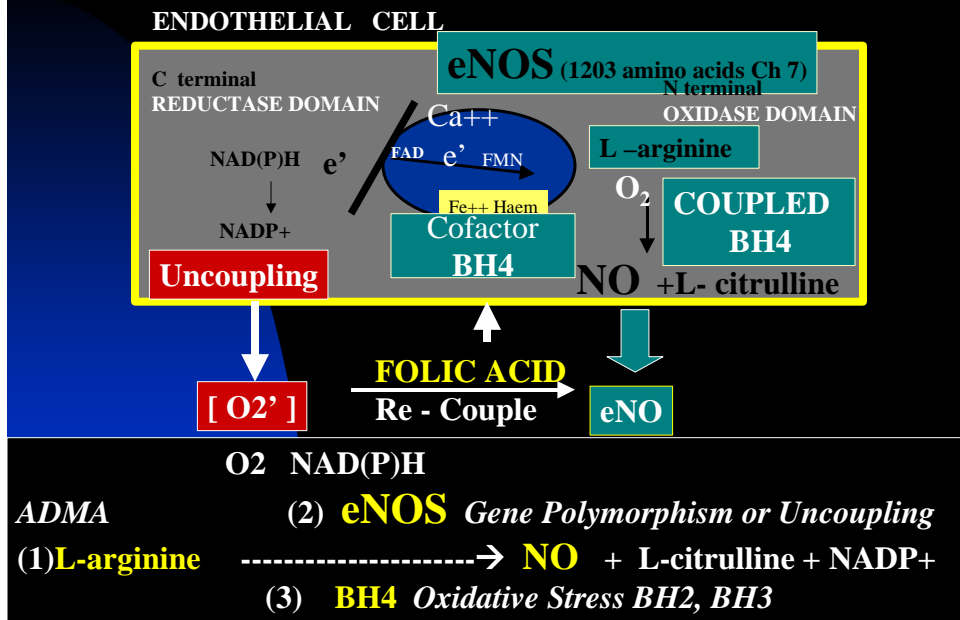 ENDOTHELIAL CELL
eNOS (1203 amino acids Ch 7)
C terminal
REDUCTASE DOMAIN
N terminal
OXIDASE DOMAIN
Ca++
L –arginine
NAD(P)H
e’
FAD
e’
FMN
O2
COUPLED
BH4
Fe++ Haem
NADP+
Cofactor
BH4
Uncoupling
NO +L- citrulline
FOLIC ACID
[ O2’ ]
Re - Couple
eNO
O2 NAD(P)H
ADMA (2) eNOS Gene Polymorphism or Uncoupling
(1)L-arginine ----------------------→ NO + L-citrulline + NADP+
(3) BH4 Oxidative Stress BH2, BH3